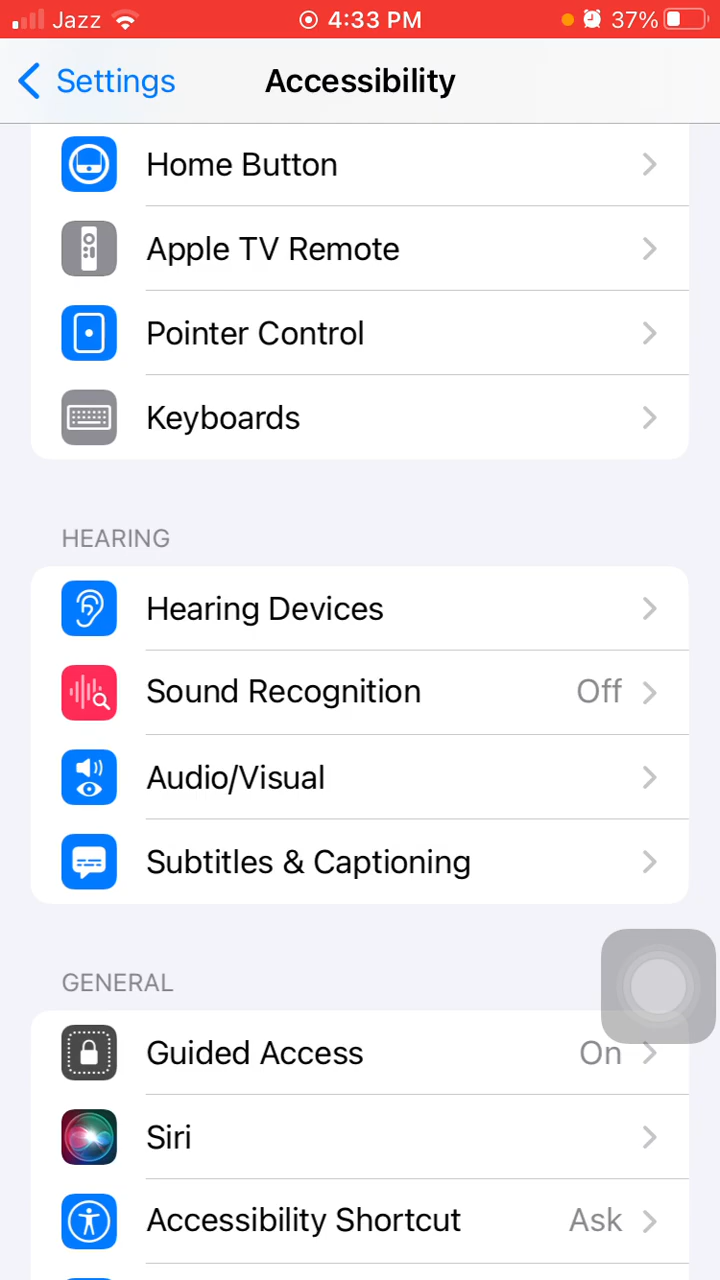 Jazz 4:33 PM 37%
Settings Accessibility
Home Button
Apple TV Remote
Pointer Control
Keyboards
HEARING
Hearing Devices
Sound Recognition Off
Audio/Visual
Subtitles & Captioning
GENERAL
Guided Access On
Siri
Accessibility Shortcut Ask